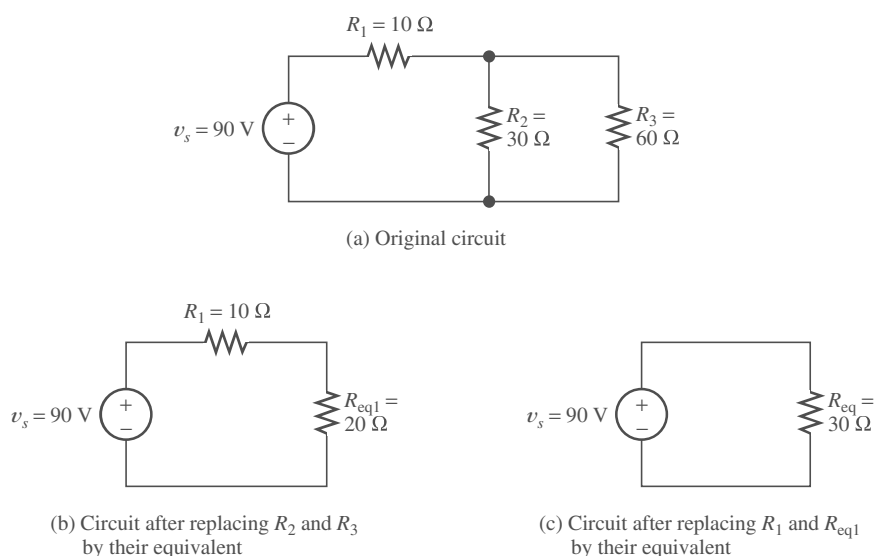 R1 = 10 Ω
vs = 90 V
+
−
R2 =
30 Ω
R3 =
60 Ω
(a) Original circuit
R1 = 10 Ω
vs = 90 V
+
−
Req1 =
20 Ω
(b) Circuit after replacing R2 and R3
by their equivalent
vs = 90 V
+
−
Req =
30 Ω
(c) Circuit after replacing R1 and Req1
by their equivalent